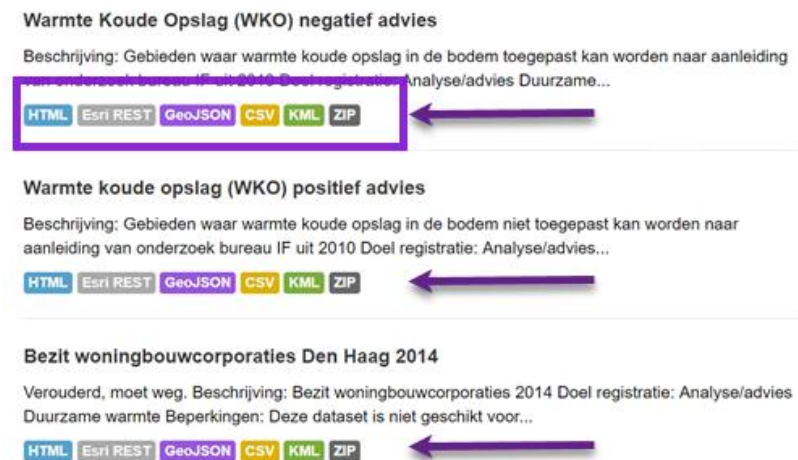 Warmte Koude Opslag (WKO) negatief advies
Beschrijving: Gebieden waar warmte koude opslag in de bodem toegepast kan worden naar aanleiding
van onderzoek bureau IF uit 2010 Doel registratie: Analyse/advies Duurzame...
HTML Esri REST GeoJSON CSV KML ZIP
Warmte koude opslag (WKO) positief advies
Beschrijving: Gebieden waar warmte koude opslag in de bodem niet toegepast kan worden naar
aanleiding van onderzoek bureau IF uit 2010 Doel registratie: Analyse/advies...
HTML Esri REST GeoJSON CSV KML ZIP
Bezit woningbouwcorporaties Den Haag 2014
Verouderd, moet weg. Beschrijving: Bezit woningbouwcorporaties 2014 Doel registratie: Analyse/advies
Duurzame warmte Beperkingen: Deze dataset is niet geschikt voor...
HTML Esri REST GeoJSON CSV KML ZIP